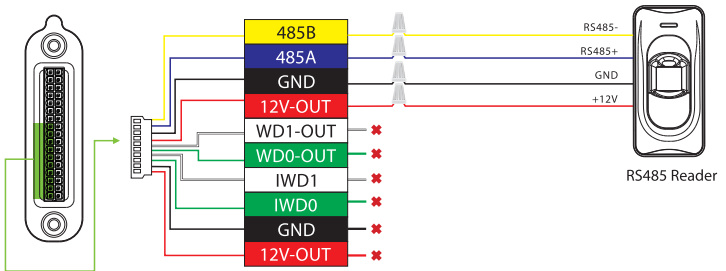 485B
485A
GND
12V-OUT
WD1-OUT
WD0-OUT
IWD1
IWD0
GND
12V-OUT
RS485-
RS485+
GND
+12V
RS485 Reader